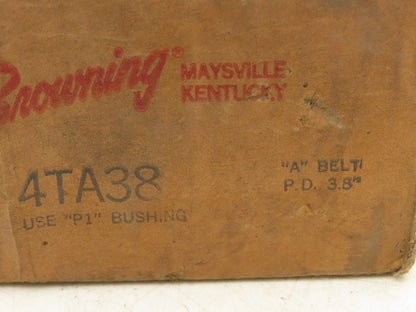 Browning®
MAYSVILLE
KENTUCKY
4TA38
USE "P1" BUSHING
"A" BELT
P.D. 3.8"